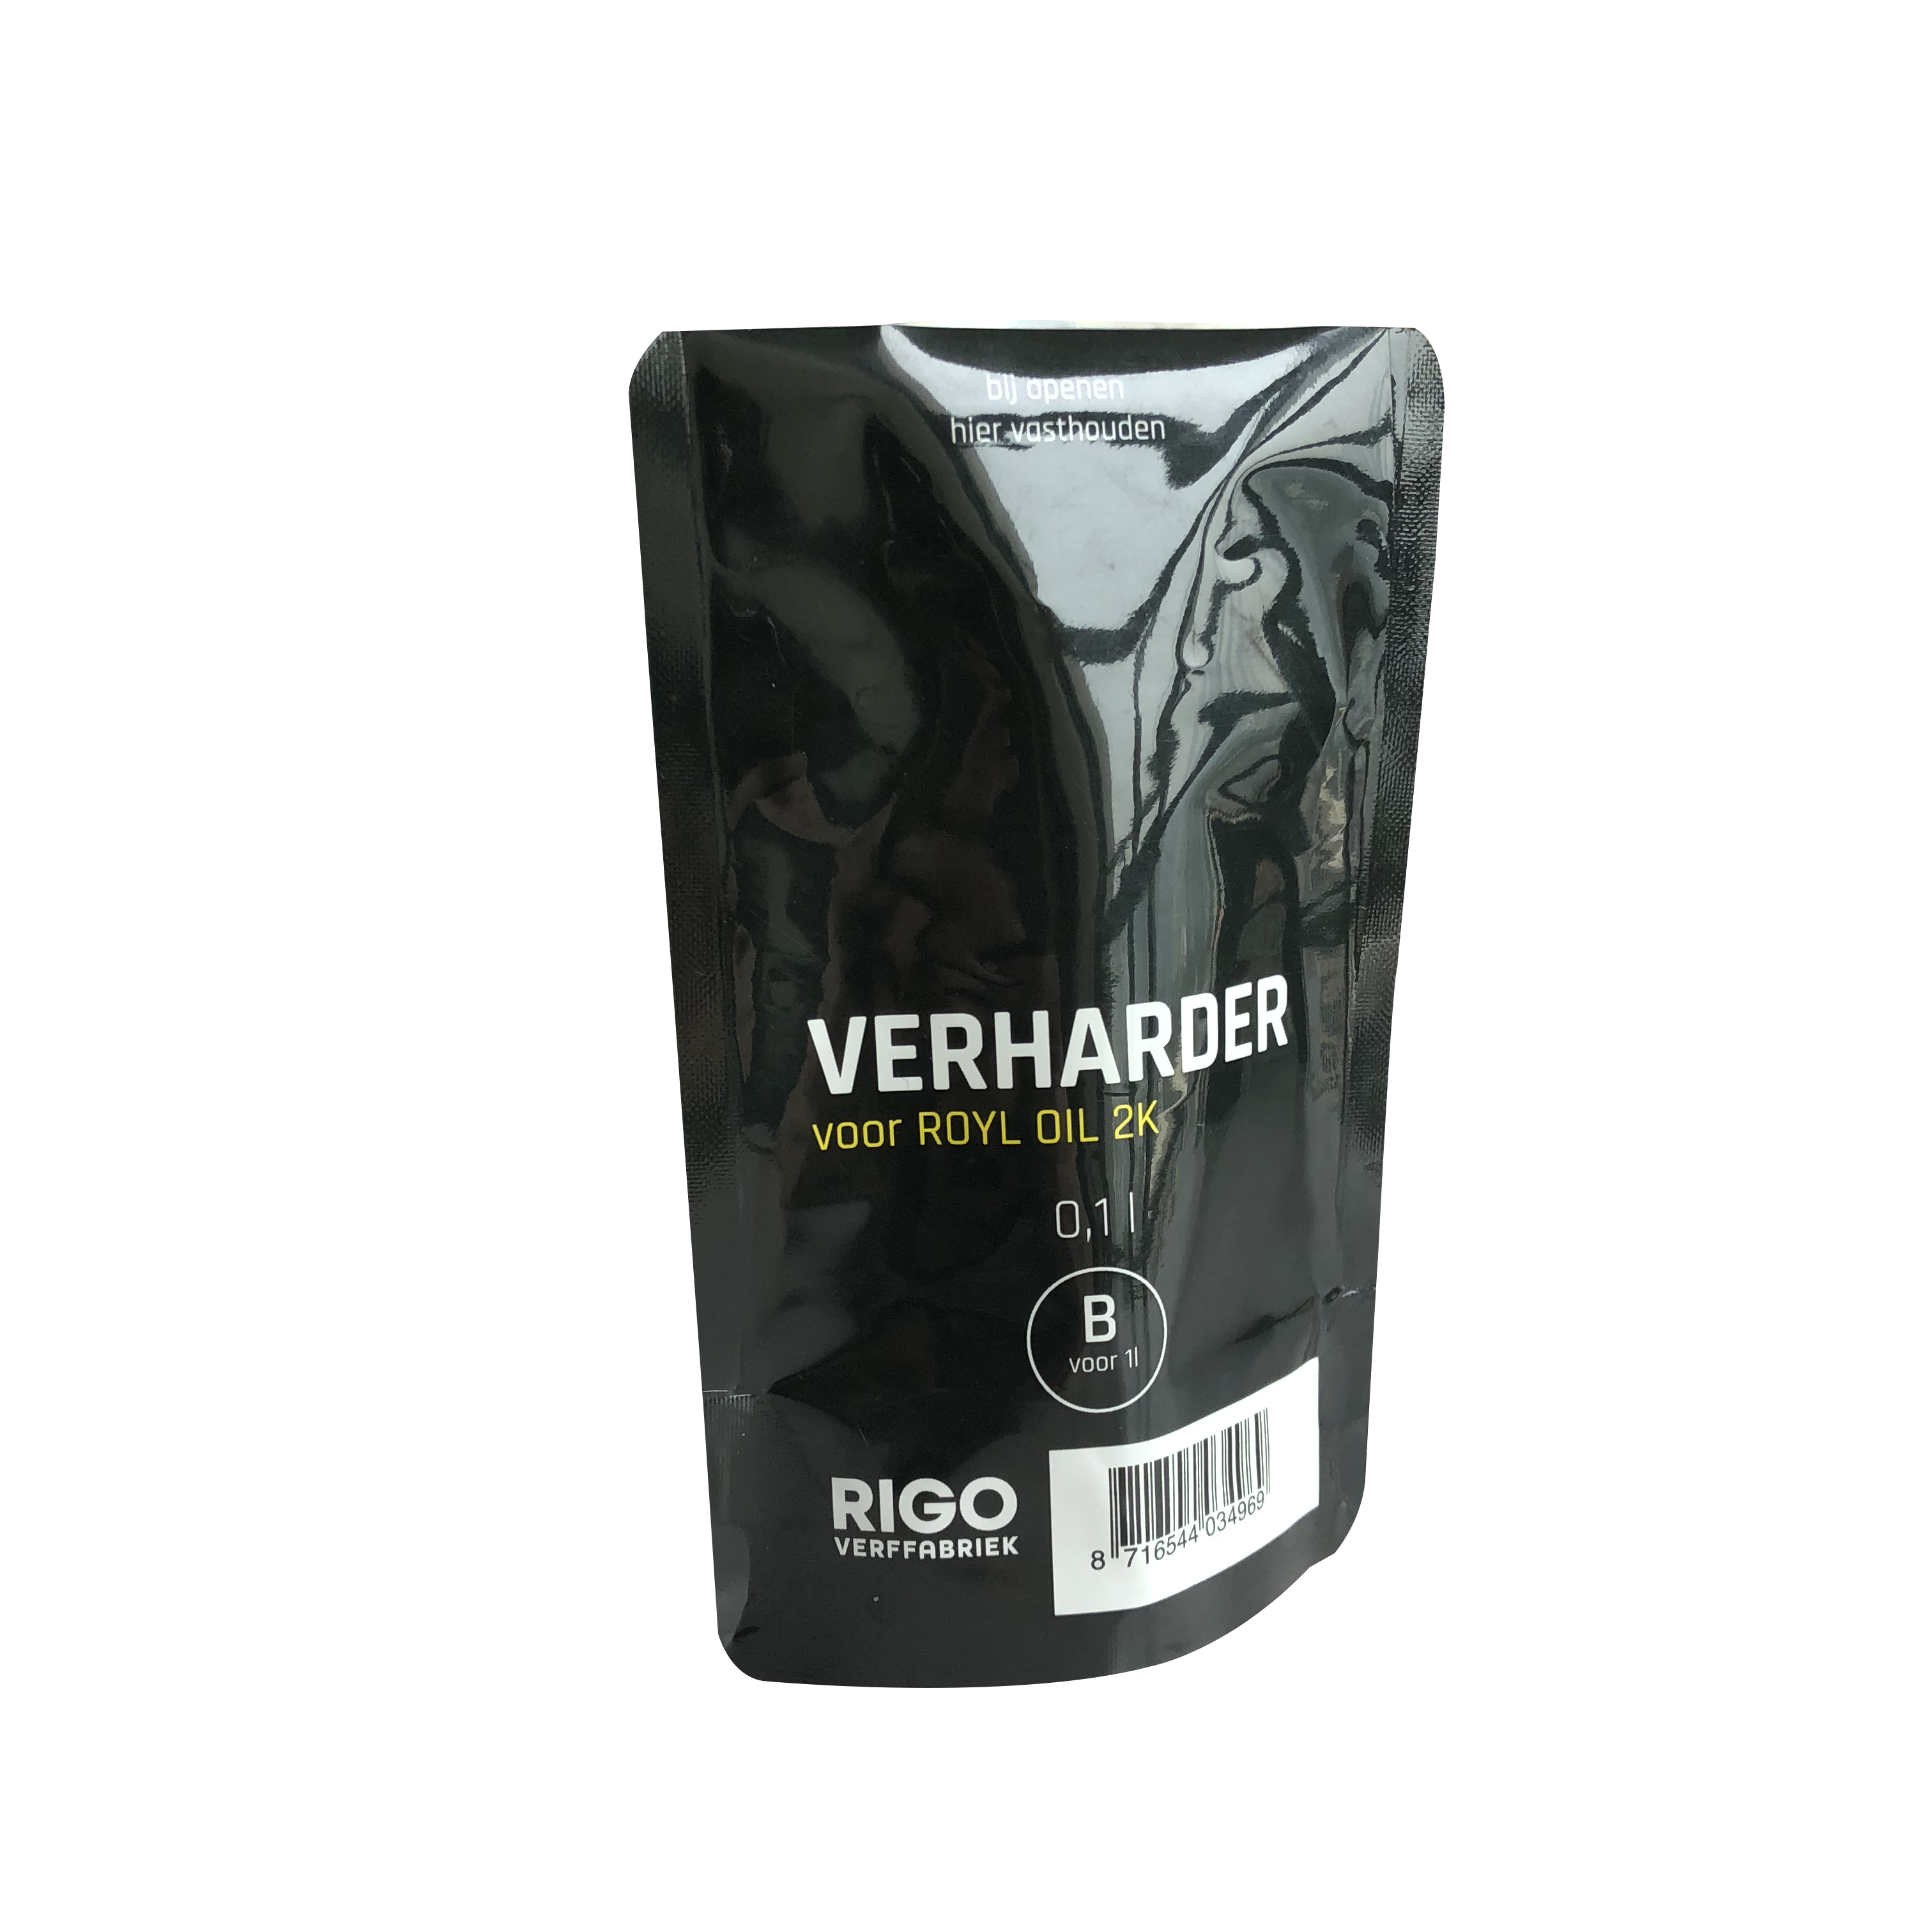 bij openen
hier vasthouden
VERHARDER
voor ROYL OIL 2K
0,1 l
B
voor 1l
RIGO
VERFFABRIEK
8 716544 034969